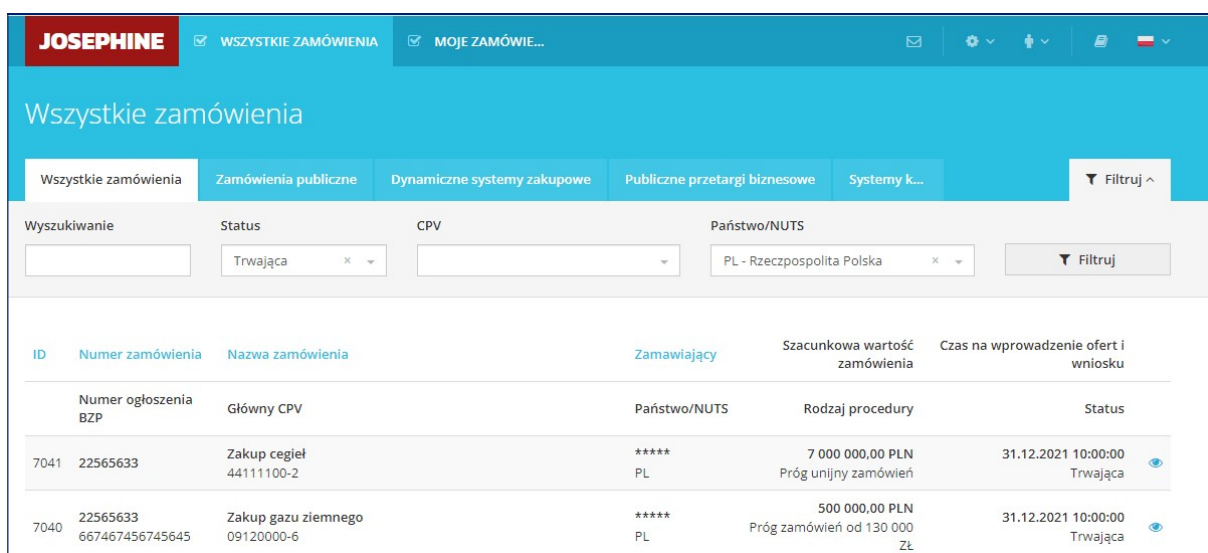 JOSEPHINE WSZYSTKIE ZAMÓWIENIA MOJE ZAMÓWIE...
Wszystkie zamówienia
Wszystkie zamówienia Zamówienia publiczne Dynamiczne systemy zakupowe Publiczne przetargi biznesowe Systemy k... Filtruj
Wyszukiwanie Status CPV Państwo/NUTS
Trwająca × PL - Rzeczpospolita Polska × Filtruj
ID Numer zamówienia Nazwa zamówienia Zamawiający Szacunkowa wartość zamówienia Czas na wprowadzenie ofert i wniosku
Numer ogłoszenia BZP Główny CPV Państwo/NUTS Rodzaj procedury Status
7041 22565633 Zakup cegieł ***** 7 000 000,00 PLN 31.12.2021 10:00:00
44111100-2 PL Próg unijny zamówień Trwająca
7040 22565633 Zakup gazu ziemnego ***** 500 000,00 PLN 31.12.2021 10:00:00
667467456745645 09120000-6 PL Próg zamówień od 130 000 ZŁ Trwająca